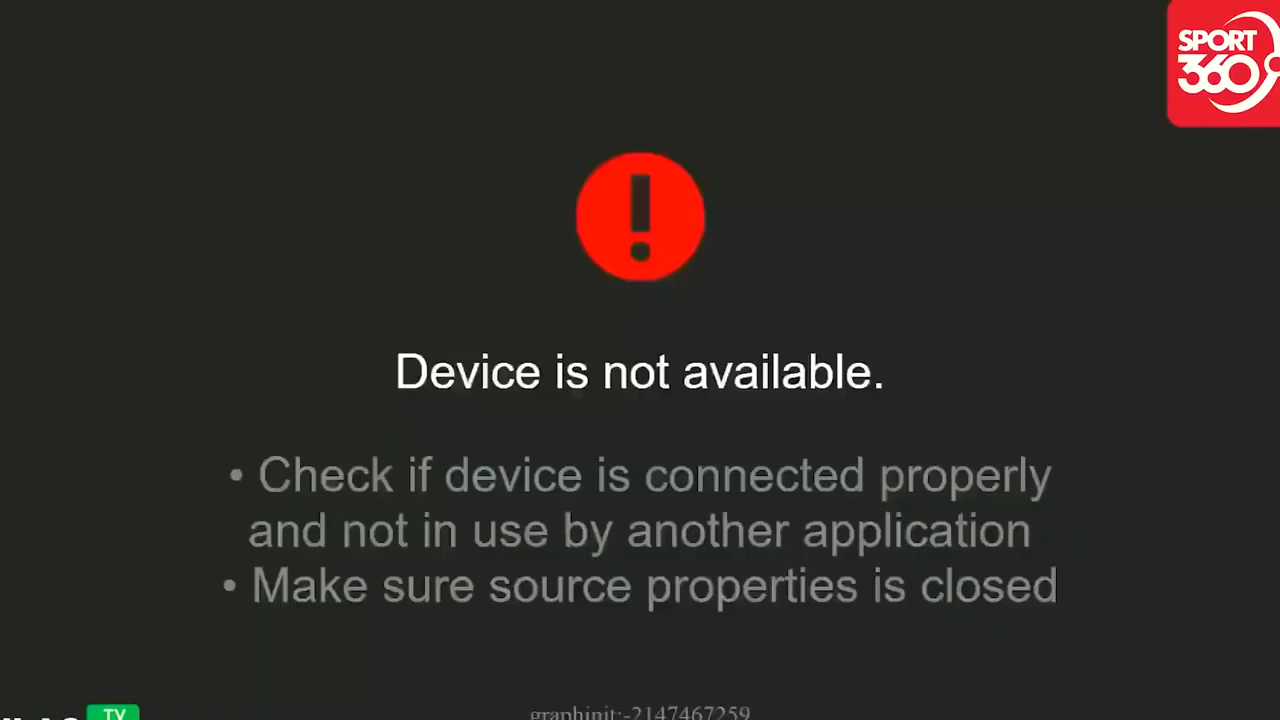 SPORT
360
Device is not available.
• Check if device is connected properly
and not in use by another application
• Make sure source properties is closed
TV
graphinit:-2147467259